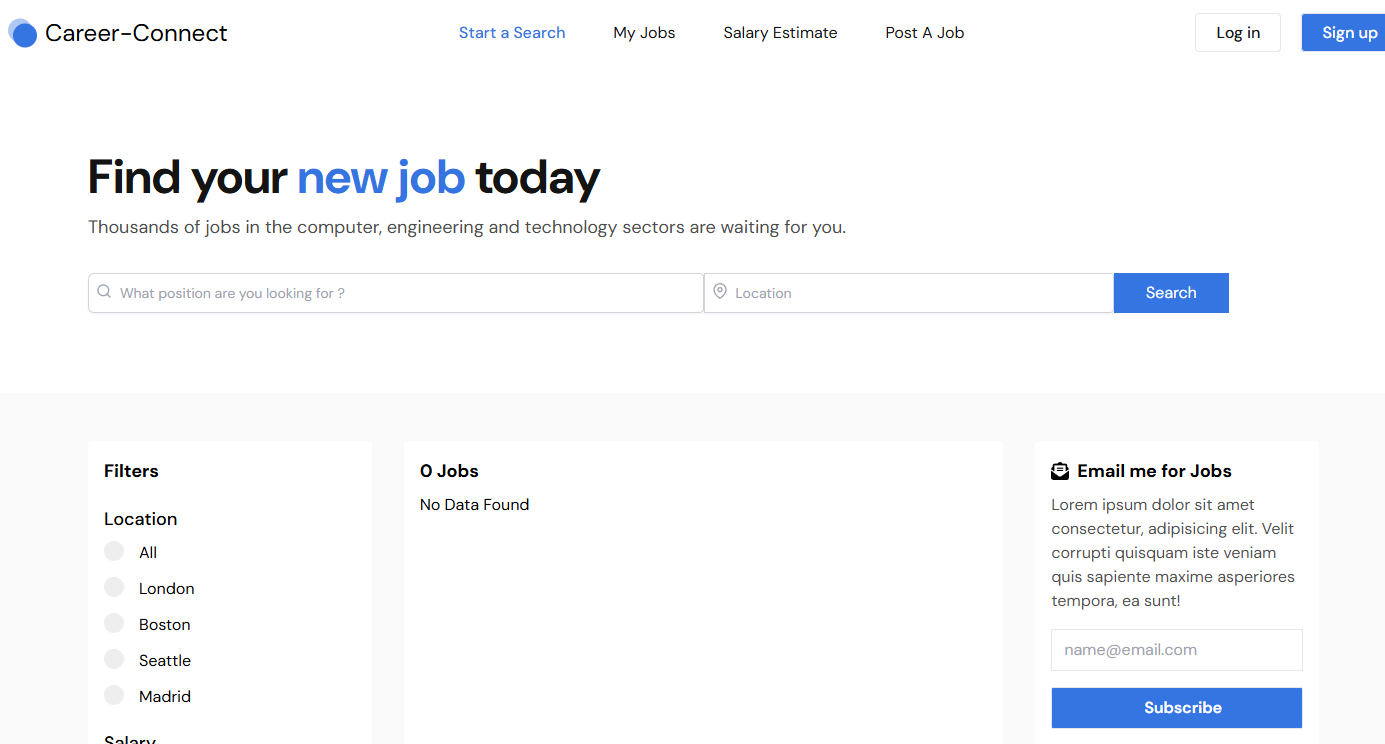 Career-Connect
Start a Search
My Jobs
Salary Estimate
Post A Job
Log in
Sign up
Find your new job today
Thousands of jobs in the computer, engineering and technology sectors are waiting for you.
What position are you looking for ?
Location
Search
Filters
Location
All
London
Boston
Seattle
Madrid
Salary
0 Jobs
No Data Found
Email me for Jobs
Lorem ipsum dolor sit amet
consectetur, adipisicing elit. Velit
corrupti quisquam iste veniam
quis sapiente maxime asperiores
tempora, ea sunt!
name@email.com
Subscribe